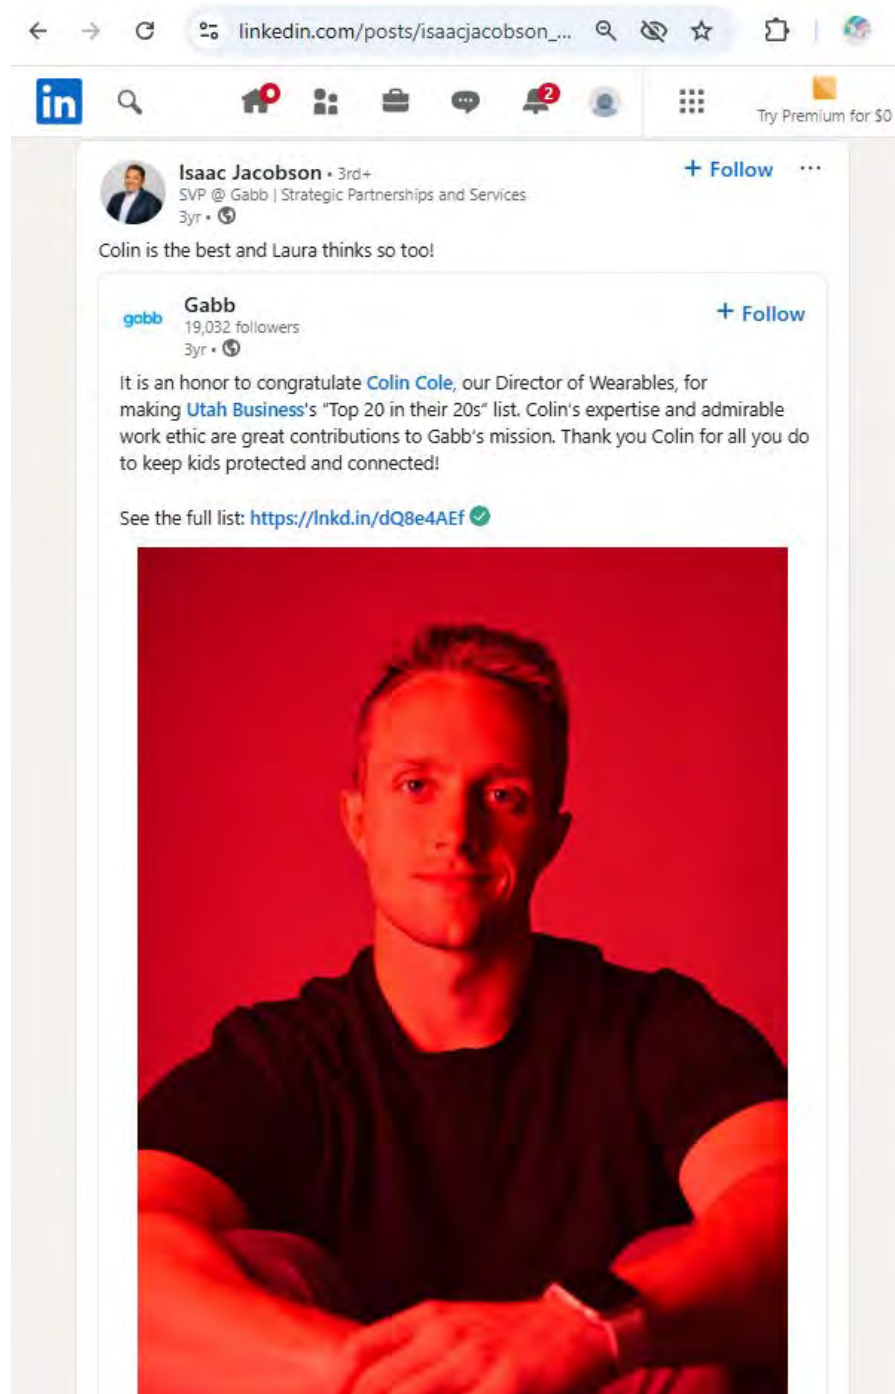 linkedin.com/posts/isaacjacobson_...
in
2
Try Premium for $0
Isaac Jacobson • 3rd+
+ Follow ...
SVP @ Gabb | Strategic Partnerships and Services
3yr •
Colin is the best and Laura thinks so too!
gabb
Gabb
+ Follow
19,032 followers
3yr •
It is an honor to congratulate Colin Cole, our Director of Wearables, for
making Utah Business's "Top 20 in their 20s" list. Colin's expertise and admirable
work ethic are great contributions to Gabb's mission. Thank you Colin for all you do
to keep kids protected and connected!
See the full list: https://lnkd.in/dQ8e4AEf